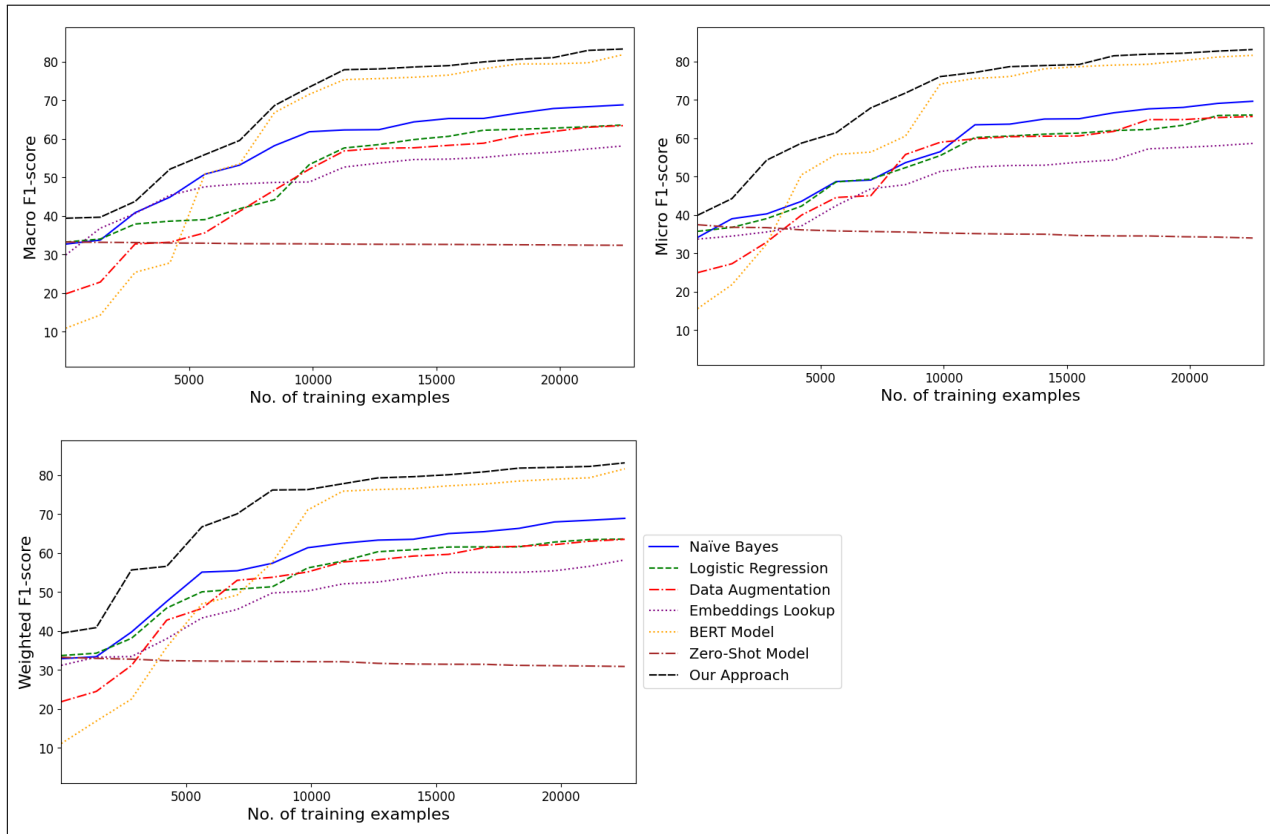 Macro F1-score
80
70
60
50
40
30
20
10
5000 10000 15000 20000
No. of training examples
Micro F1-score
80
70
60
50
40
30
20
10
5000 10000 15000 20000
No. of training examples
Weighted F1-score
80
70
60
50
40
30
20
10
5000 10000 15000 20000
No. of training examples
Naïve Bayes
Logistic Regression
Data Augmentation
Embeddings Lookup
BERT Model
Zero-Shot Model
Our Approach